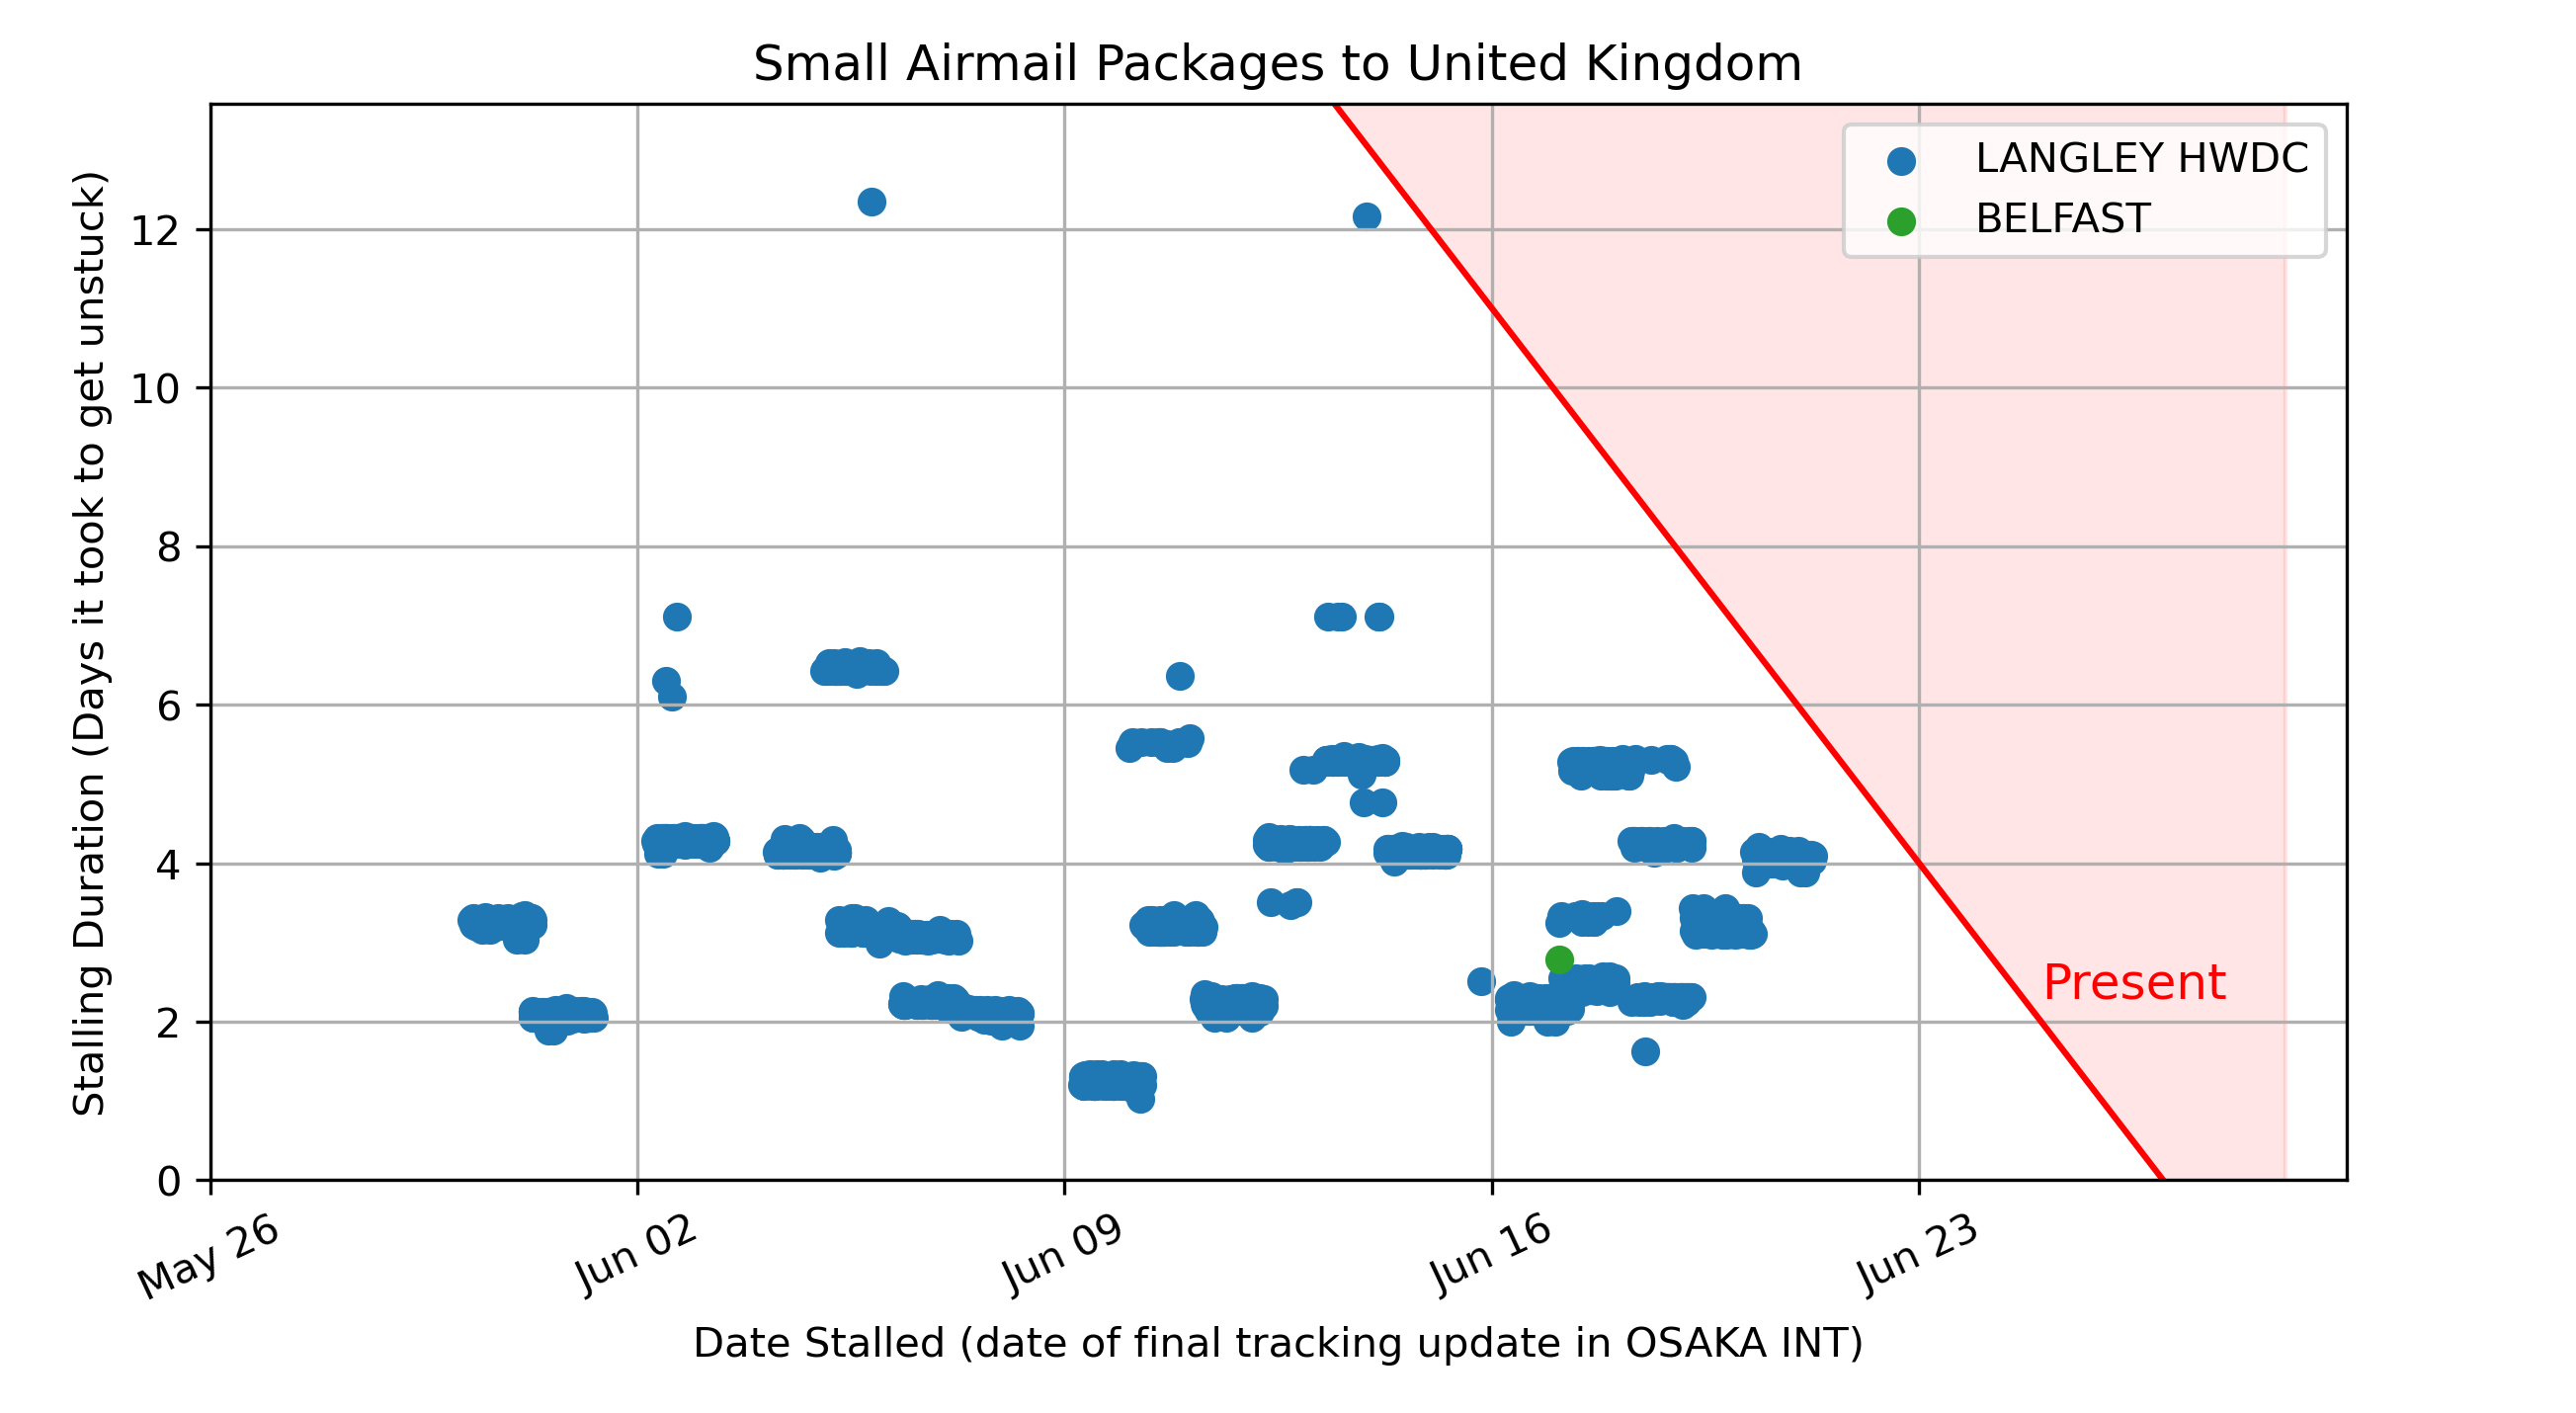 Small Airmail Packages to United Kingdom
Stalling Duration (Days it took to get unstuck)
12
10
8
6
4
2
0
LANGLEY HWDC
BELFAST
Present
May 26
Jun 02
Jun 09
Jun 16
Jun 23
Date Stalled (date of final tracking update in OSAKA INT)